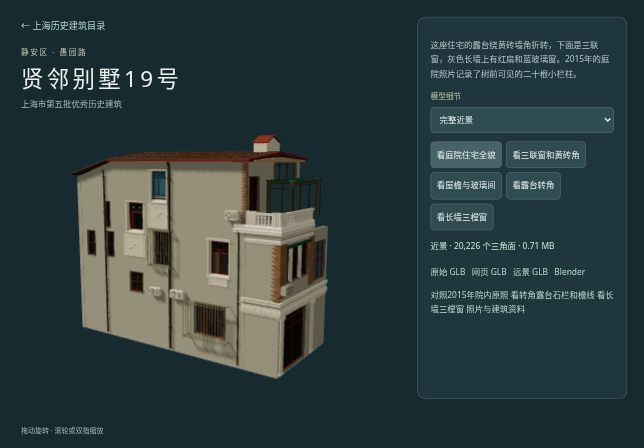 ← 上海历史建筑目录
静安区 · 愚园路
贤邻别墅19号
上海市第五批优秀历史建筑
这座住宅的露台绕黄砖墙角折转，下面是三联
窗，灰色长墙上有红扇和蓝玻璃窗。2015年的庭
院照片记录了树前可见的二十根小栏柱。
模型细节
完整近景
看庭院住宅全貌
看三联窗和黄砖角
看屋檐与玻璃间
看露台转角
看长墙三樘窗
近景 · 20,226 个三角面 · 0.71 MB
原始 GLB 网页 GLB 远景 GLB Blender
对照2015年院内原照 看转角露台石栏和檐线 看长
墙三樘窗 照片与建筑资料
拖动旋转 · 滚轮或双指缩放